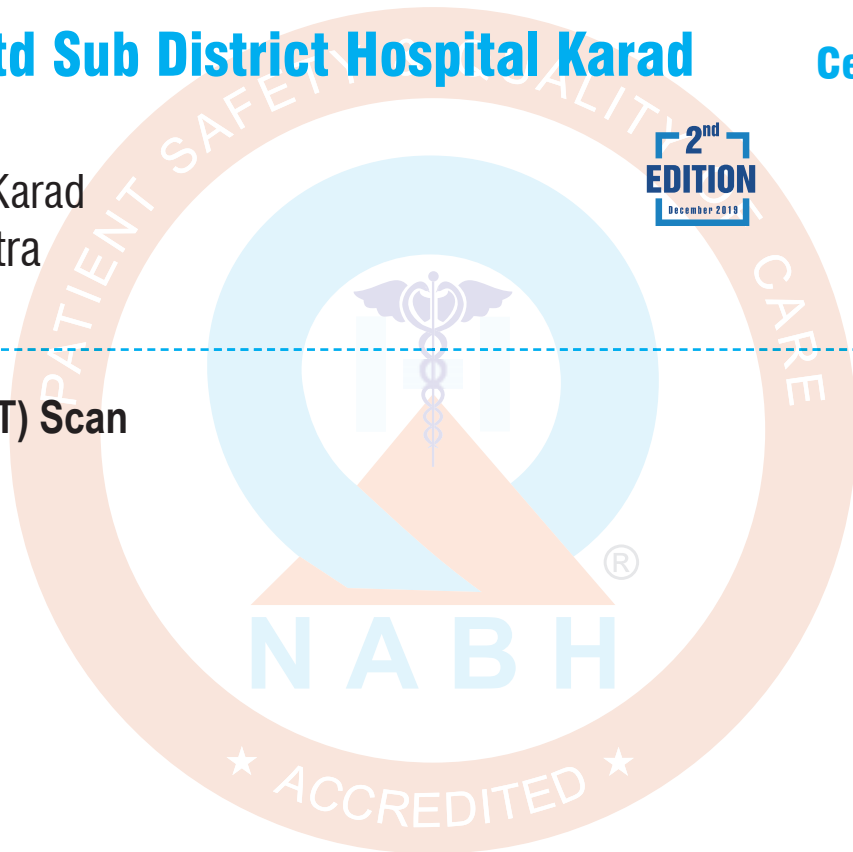 td Sub District Hospital Karad
Ce
2nd
EDITION
December 2019
Karad
tra
T) Scan
PATIENT SAFETY & QUALITY OF CARE
®
NABH
★ ACCREDITED ★